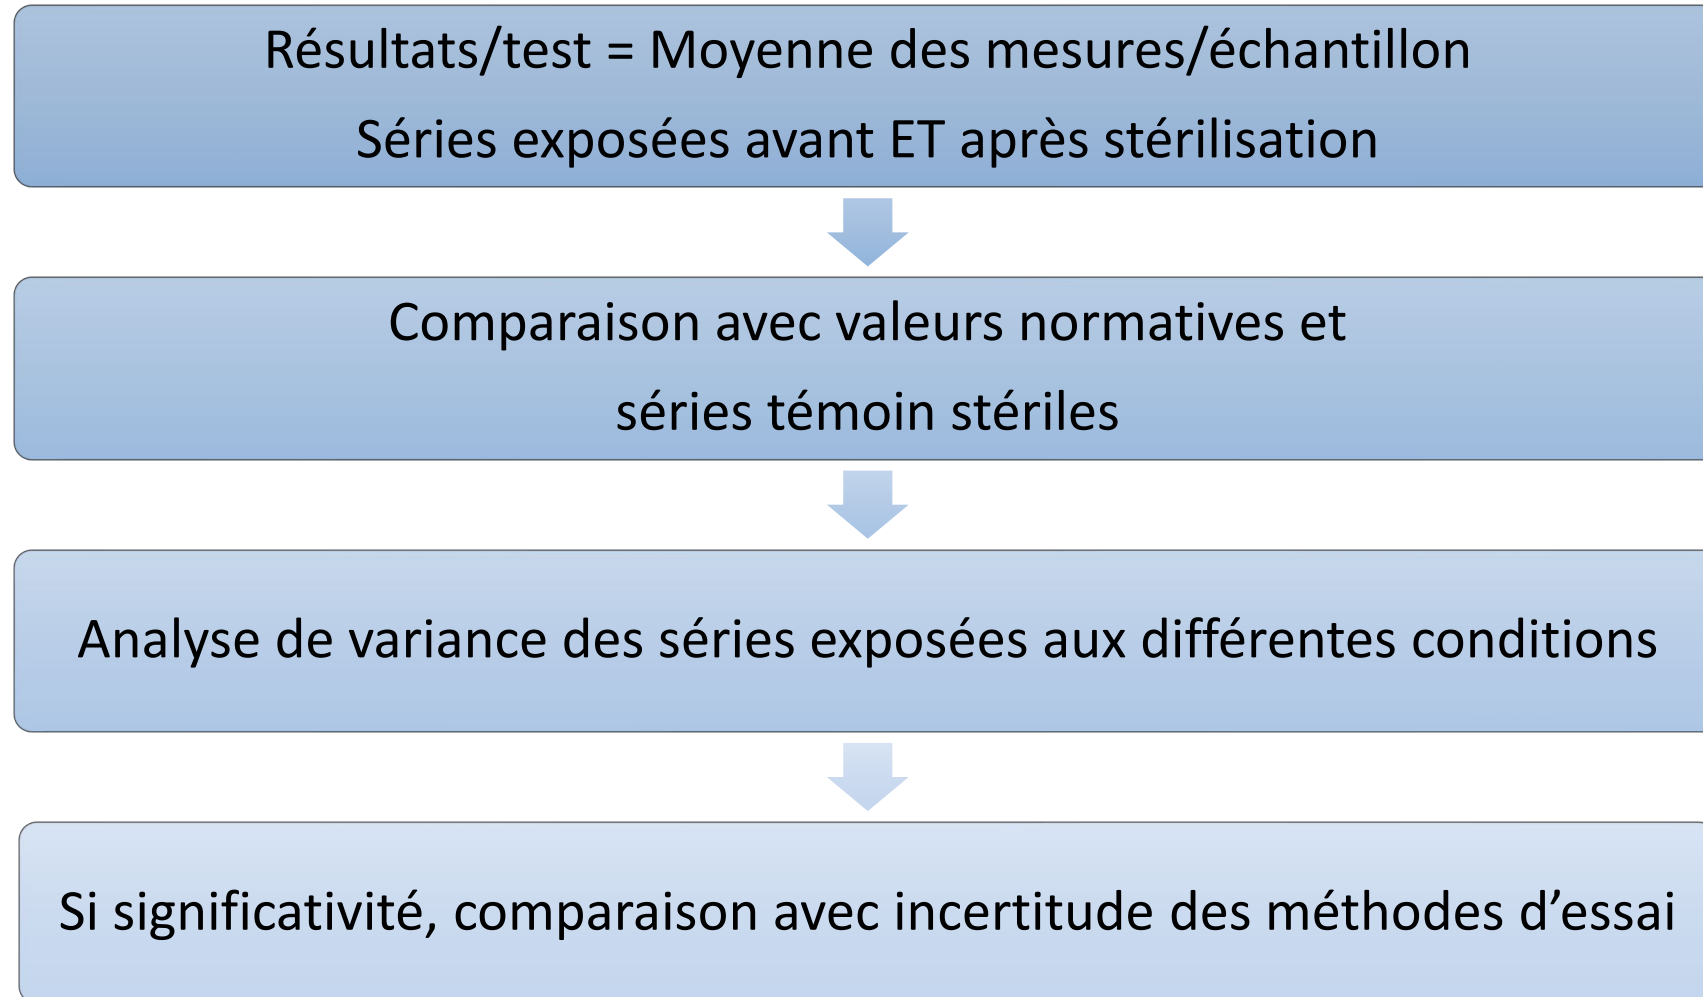 Résultats/test = Moyenne des mesures/échantillon
Séries exposées avant ET après stérilisation
Comparaison avec valeurs normatives et
séries témoin stériles
Analyse de variance des séries exposées aux différentes conditions
Si significativité, comparaison avec incertitude des méthodes d’essai